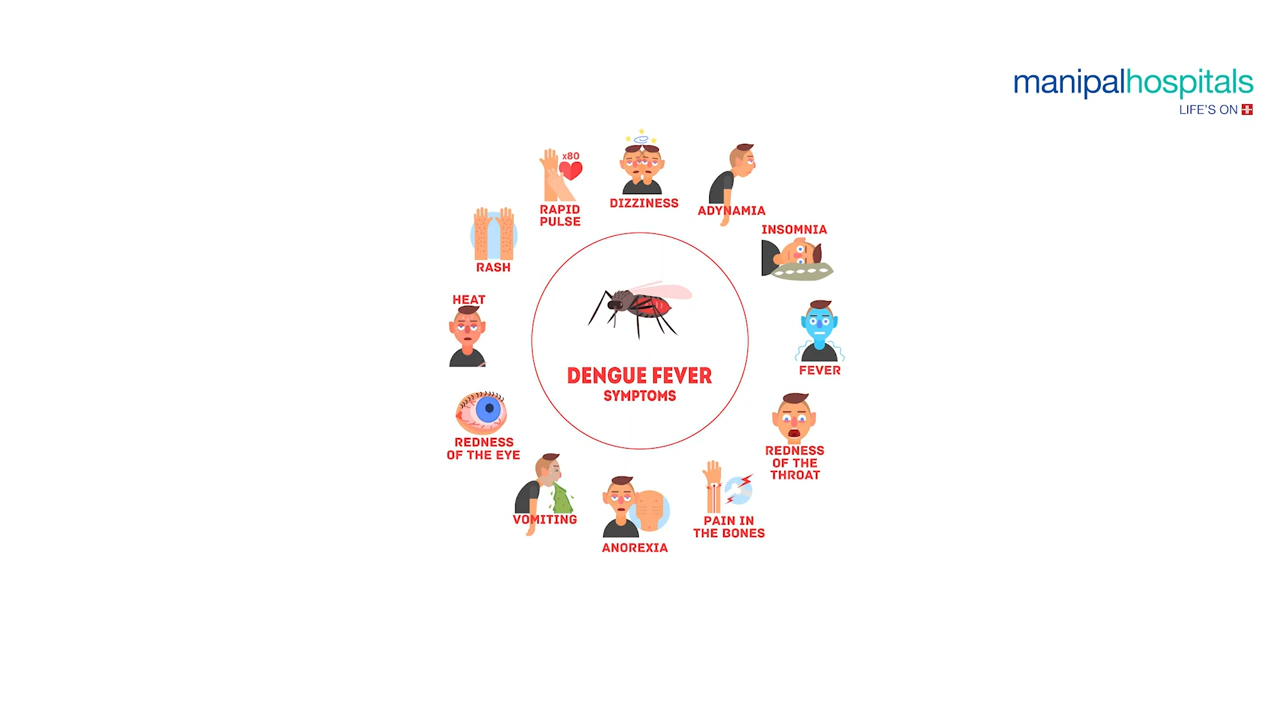 manipalhospitals
LIFE'S ON
x80
RAPID
PULSE
DIZZINESS
ADYNAMIA
INSOMNIA
RASH
HEAT
FEVER
DENGUE FEVER
SYMPTOMS
REDNESS
OF THE EYE
REDNESS
OF THE
THROAT
VOMITING
ANOREXIA
PAIN IN
THE BONES